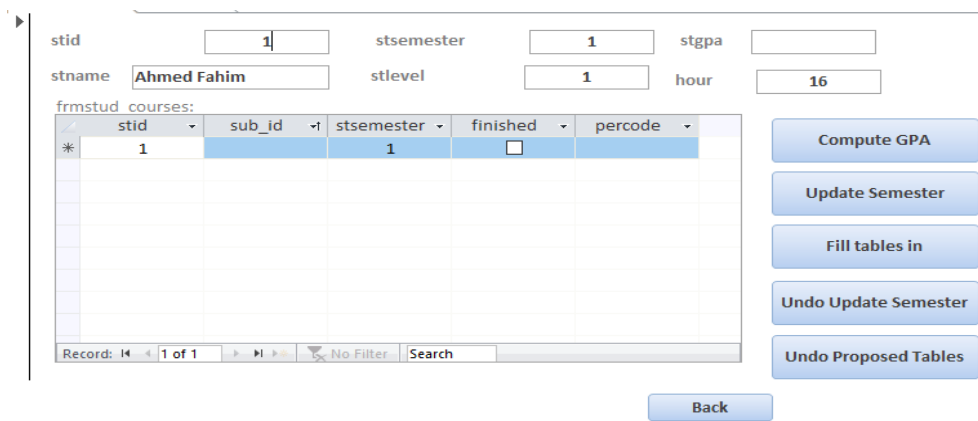 stid 1 stsemester 1 stgpa
stname Ahmed Fahim stlevel 1 hour 16
frmstud_courses:
stid sub_id stsemester finished percode
1 1
Compute GPA
Update Semester
Fill tables in
Undo Update Semester
Undo Proposed Tables
Record: 1 of 1 No Filter Search
Back